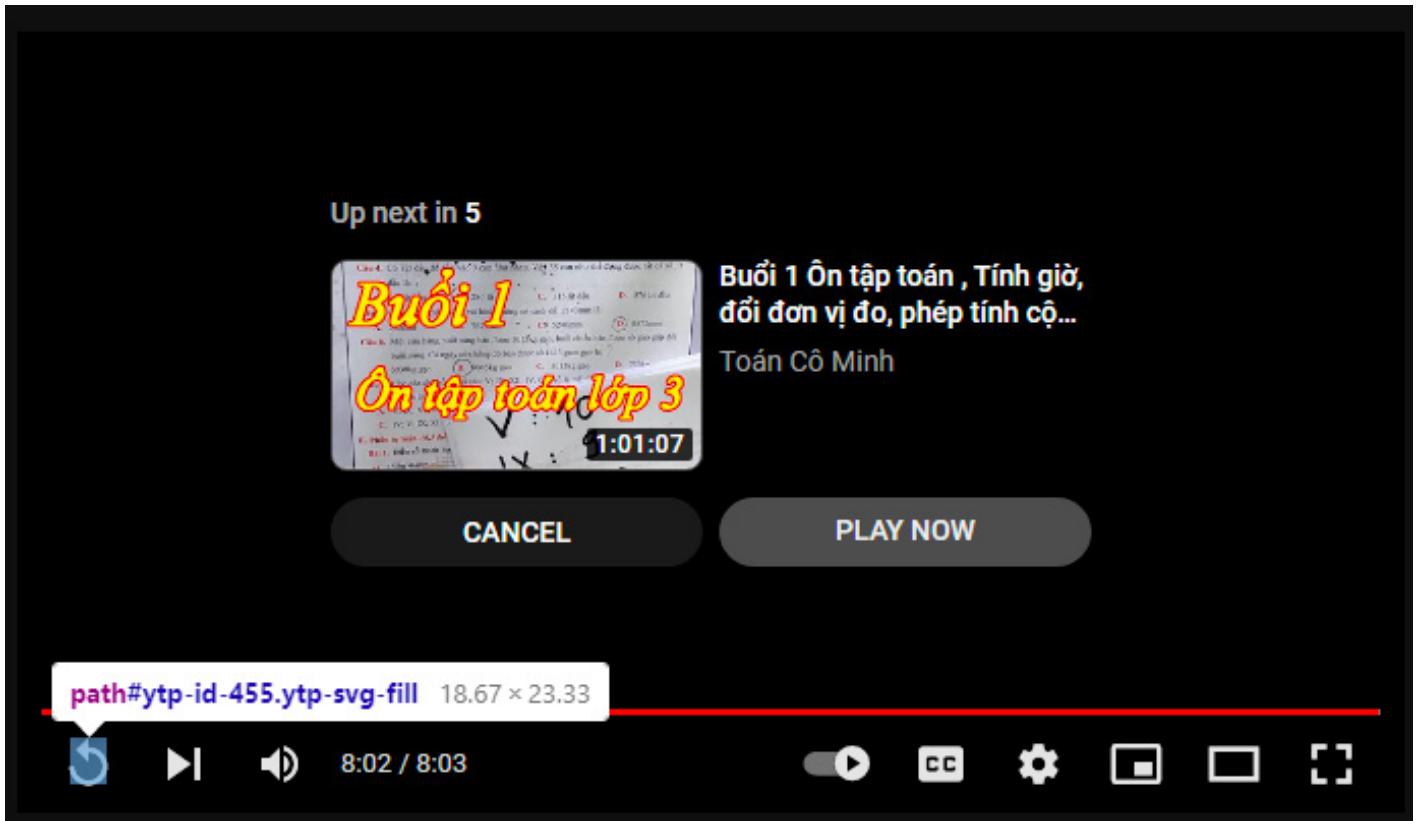 Up next in 5
Buổi 1
Ôn tập toán lớp 3
1:01:07
Buổi 1 Ôn tập toán , Tính giờ,
đổi đơn vị đo, phép tính cộ...
Toán Cô Minh
CANCEL
PLAY NOW
path#ytp-id-455.ytp-svg-fill 18.67 × 23.33
8:02 / 8:03
CC